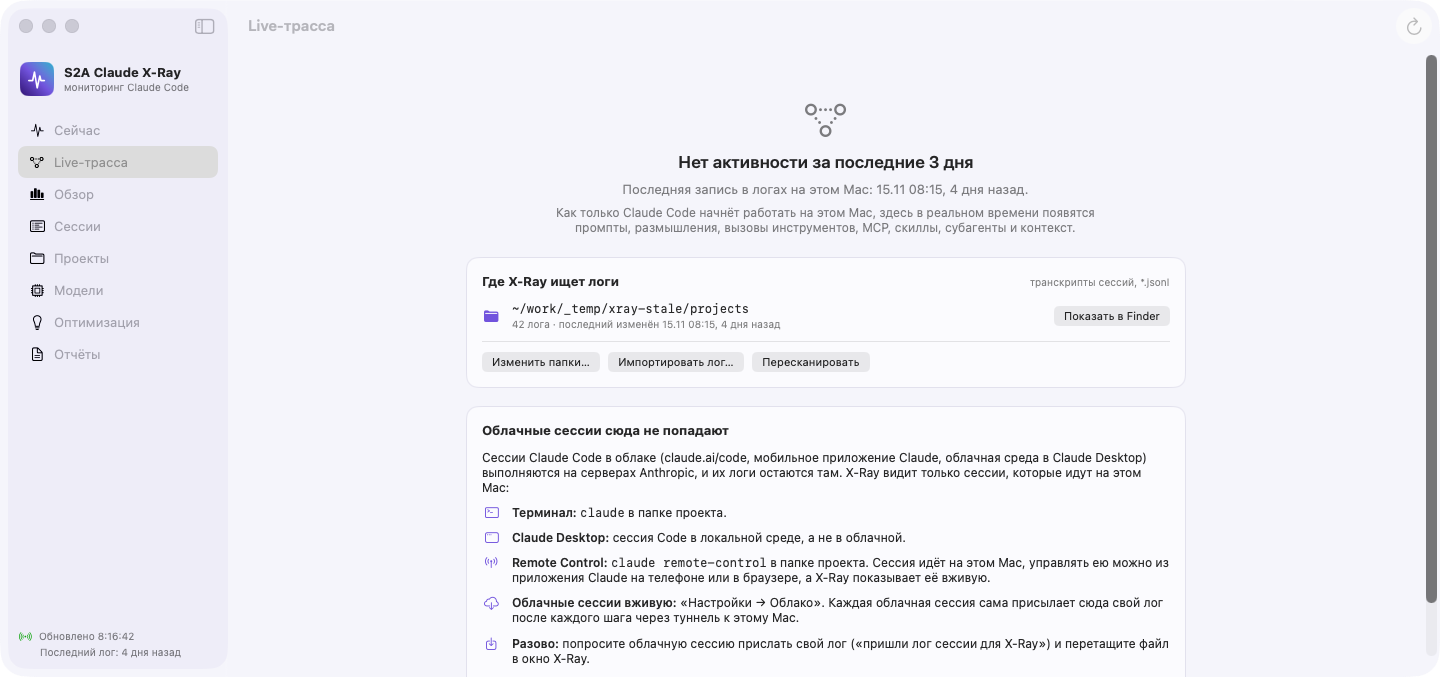 Live-трасса
S2A Claude X-Ray
мониторинг Claude Code
Сейчас
Live-трасса
Обзор
Сессии
Проекты
Модели
Оптимизация
Отчёты
Обновлено 8:16:42
Последний лог: 4 дня назад
Нет активности за последние 3 дня
Последняя запись в логах на этом Mac: 15.11 08:15, 4 дня назад.
Как только Claude Code начнёт работать на этом Mac, здесь в реальном времени появятся
промпты, размышления, вызовы инструментов, MCP, скиллы, субагенты и контекст.
Где X-Ray ищет логи
транскрипты сессий, *.jsonl
~/work/_temp/xray-stale/projects
42 лога · последний изменён 15.11 08:15, 4 дня назад
Показать в Finder
Изменить папки...
Импортировать лог...
Пересканировать
Облачные сессии сюда не попадают
Сессии Claude Code в облаке (claude.ai/code, мобильное приложение Claude, облачная среда в Claude Desktop)
выполняются на серверах Anthropic, и их логи остаются там. X-Ray видит только сессии, которые идут на этом
Mac:
Терминал: claude в папке проекта.
Claude Desktop: сессия Code в локальной среде, а не в облачной.
Remote Control: claude remote-control в папке проекта. Сессия идёт на этом Mac, управлять ею можно из
приложения Claude на телефоне или в браузере, а X-Ray показывает её вживую.
Облачные сессии вживую: «Настройки → Облако». Каждая облачная сессия сама присылает сюда свой лог
после каждого шага через туннель к этому Mac.
Разово: попросите облачную сессию прислать свой лог («пришли лог сессии для X-Ray») и перетащите файл
в окно X-Ray.